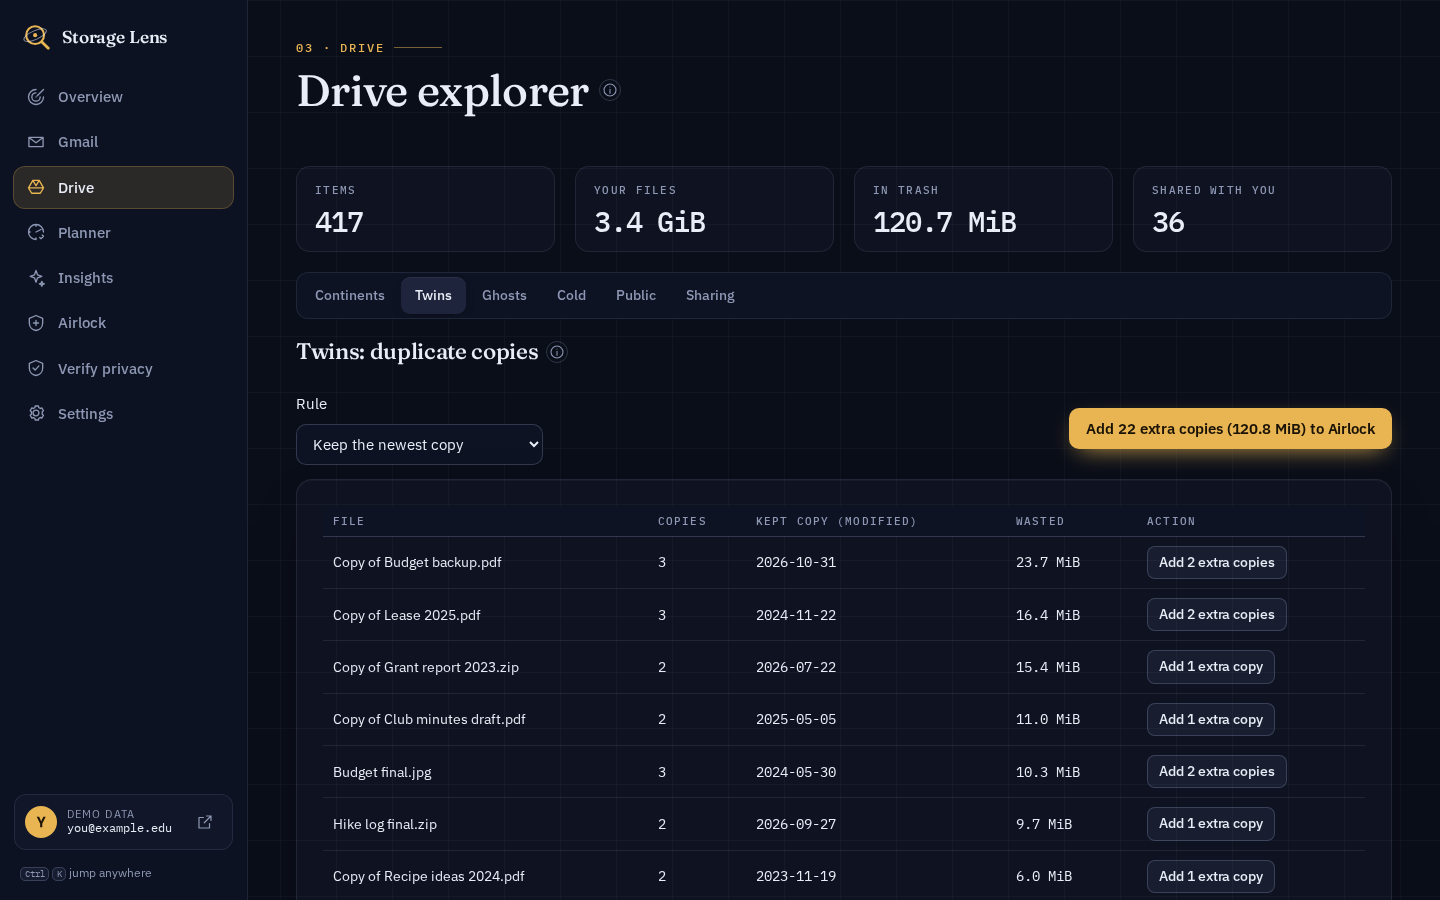 Storage Lens
Overview
Gmail
Drive
Planner
Insights
Airlock
Verify privacy
Settings
DEMO DATA
Y
you@example.edu
Ctrl K jump anywhere
03 · DRIVE
Drive explorer
ITEMS
417
YOUR FILES
3.4 GiB
IN TRASH
120.7 MiB
SHARED WITH YOU
36
Continents Twins Ghosts Cold Public Sharing
Twins: duplicate copies
Rule
Keep the newest copy
Add 22 extra copies (120.8 MiB) to Airlock
FILE COPIES KEPT COPY (MODIFIED) WASTED ACTION
Copy of Budget backup.pdf 3 2026-10-31 23.7 MiB Add 2 extra copies
Copy of Lease 2025.pdf 3 2024-11-22 16.4 MiB Add 2 extra copies
Copy of Grant report 2023.zip 2 2026-07-22 15.4 MiB Add 1 extra copy
Copy of Club minutes draft.pdf 2 2025-05-05 11.0 MiB Add 1 extra copy
Budget final.jpg 3 2024-05-30 10.3 MiB Add 2 extra copies
Hike log final.zip 2 2026-09-27 9.7 MiB Add 1 extra copy
Copy of Recipe ideas 2024.pdf 2 2023-11-19 6.0 MiB Add 1 extra copy